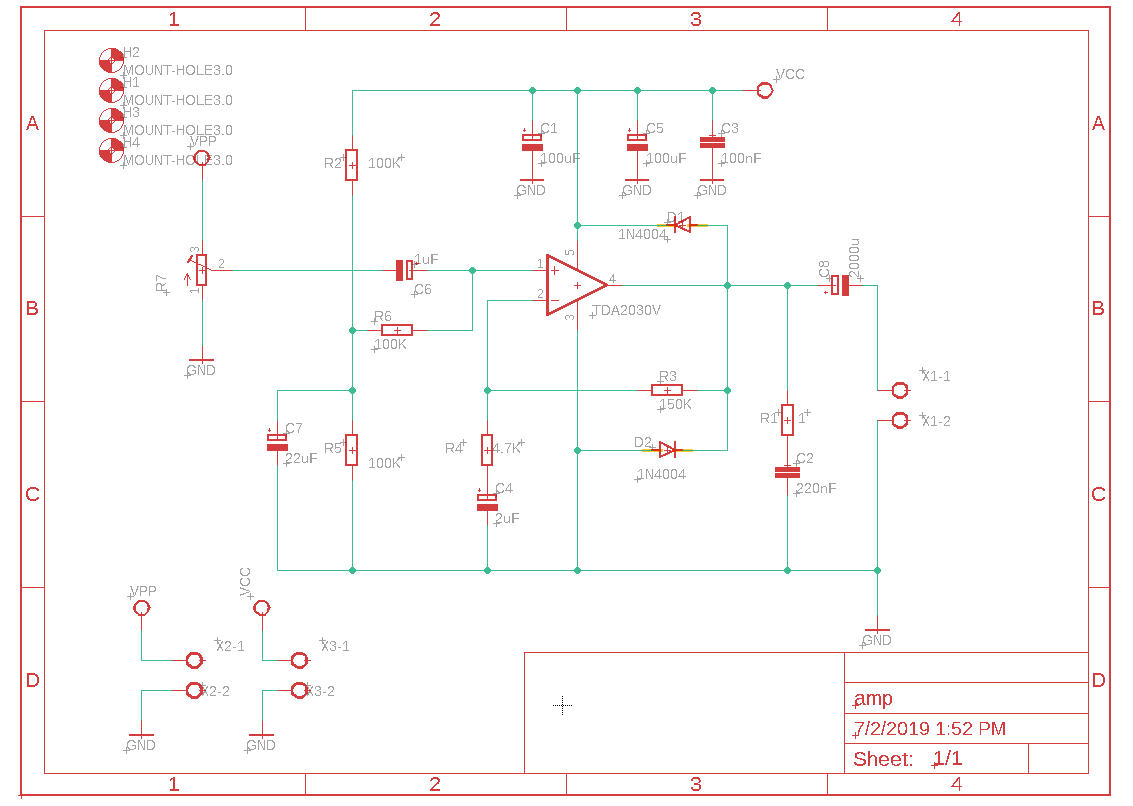 1 2 3 4
A A
B B
C C
D D
H2
MOUNT-HOLE3.0
H1
MOUNT-HOLE3.0
H3
MOUNT-HOLE3.0
H4
MOUNT-HOLE3.0
VPP
VCC
R2 100K
C1
100uF
GND
C5
100uF
GND
C3
100nF
GND
D1
1N4004
R7
3
2
1
GND
1uF
C6
R6
100K
1
2
5
3
4
TDA2030V
C8
2000u
X1-1
X1-2
R3
150K
R1 1
C7
22uF
R5 100K
R4 4.7K
D2
1N4004
C4
2uF
C2
220nF
GND
VPP
X2-1
X2-2
GND
VCC
X3-1
X3-2
GND
amp
7/2/2019 1:52 PM
Sheet: 1/1
1 2 3 4